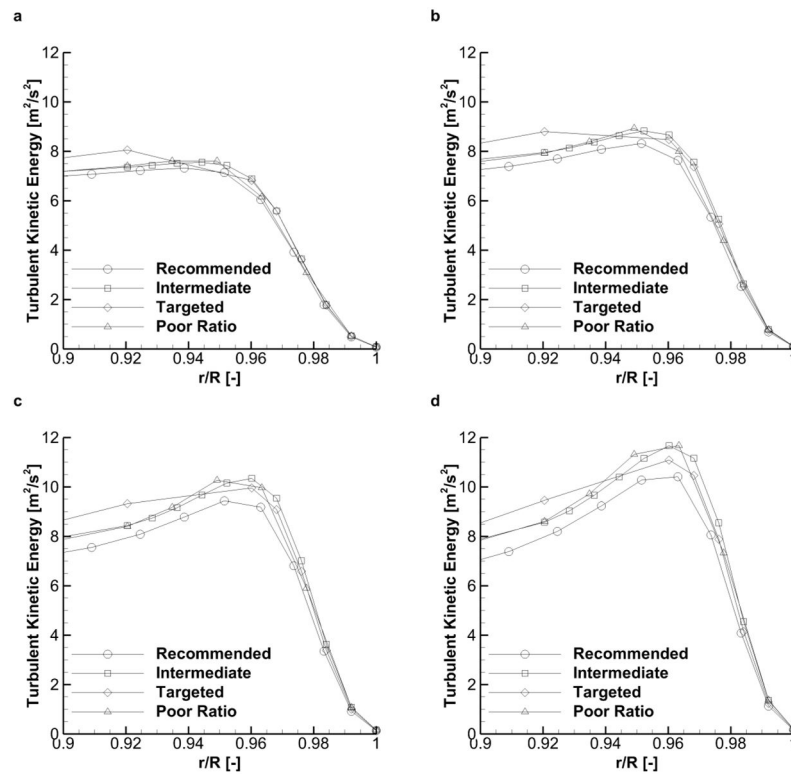 a
Turbulent Kinetic Energy [m²/s²]
12
10
8
6
4
2
0
Recommended
Intermediate
Targeted
Poor Ratio
0.9 0.92 0.94 0.96 0.98 1
r/R [-]
b
Turbulent Kinetic Energy [m²/s²]
12
10
8
6
4
2
0
Recommended
Intermediate
Targeted
Poor Ratio
0.9 0.92 0.94 0.96 0.98
r/R [-]
c
Turbulent Kinetic Energy [m²/s²]
12
10
8
6
4
2
0
Recommended
Intermediate
Targeted
Poor Ratio
0.9 0.92 0.94 0.96 0.98 1
r/R [-]
d
Turbulent Kinetic Energy [m²/s²]
12
10
8
6
4
2
0
Recommended
Intermediate
Targeted
Poor Ratio
0.9 0.92 0.94 0.96 0.98
r/R [-]